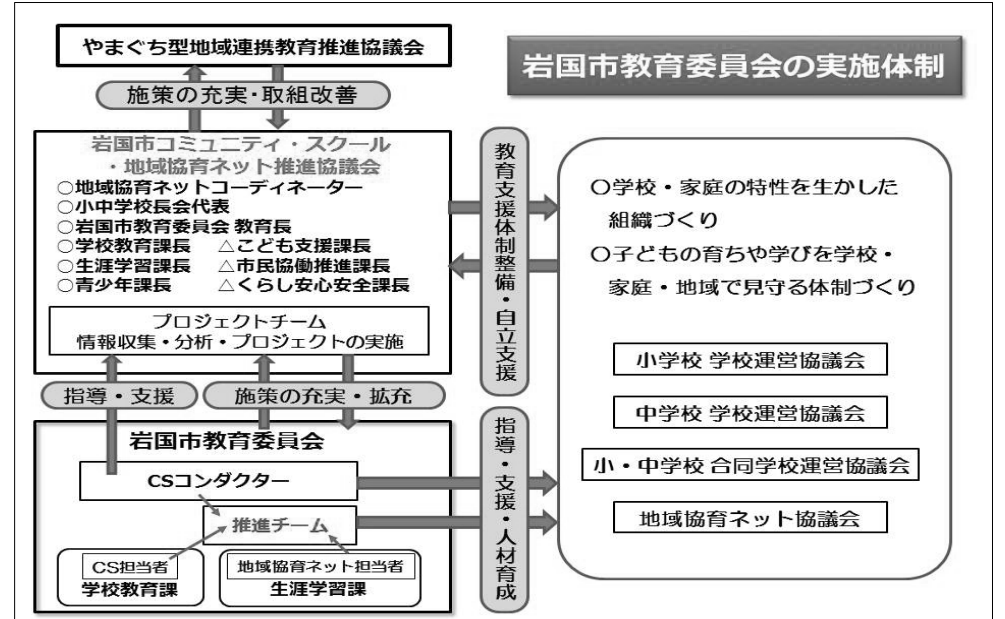 やまぐち型地域連携教育推進協議会
岩国市教育委員会の実施体制
施策の充実・取組改善
岩国市コミュニティ・スクール
・地域協育ネット推進協議会
○地域協育ネットコーディネーター
○小中学校長会代表
○岩国市教育委員会 教育長
○学校教育課長 △こども支援課長
○生涯学習課長 △市民協働推進課長
○青少年課長 △くらし安心安全課長
プロジェクトチーム
情報収集・分析・プロジェクトの実施
教育支援体制整備・自立支援
○学校・家庭の特性を生かした
組織づくり
○子どもの育ちや学びを学校・
家庭・地域で見守る体制づくり
小学校 学校運営協議会
中学校 学校運営協議会
小・中学校 合同学校運営協議会
地域協育ネット協議会
指導・支援
施策の充実・拡充
岩国市教育委員会
CSコンダクター
推進チーム
CS担当者
学校教育課
地域協育ネット担当者
生涯学習課
指導・支援・人材育成